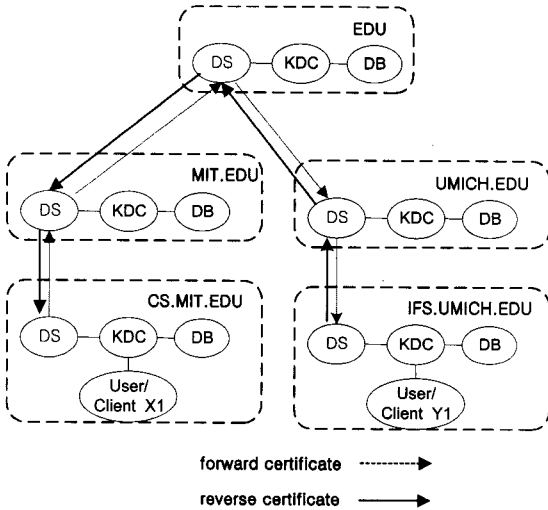 EDU
DS KDC DB
MIT.EDU
DS KDC DB
UMICH.EDU
DS KDC DB
CS.MIT.EDU
DS KDC DB
User/
Client X1
IFS.UMICH.EDU
DS KDC DB
User/
Client Y1
forward certificate
reverse certificate